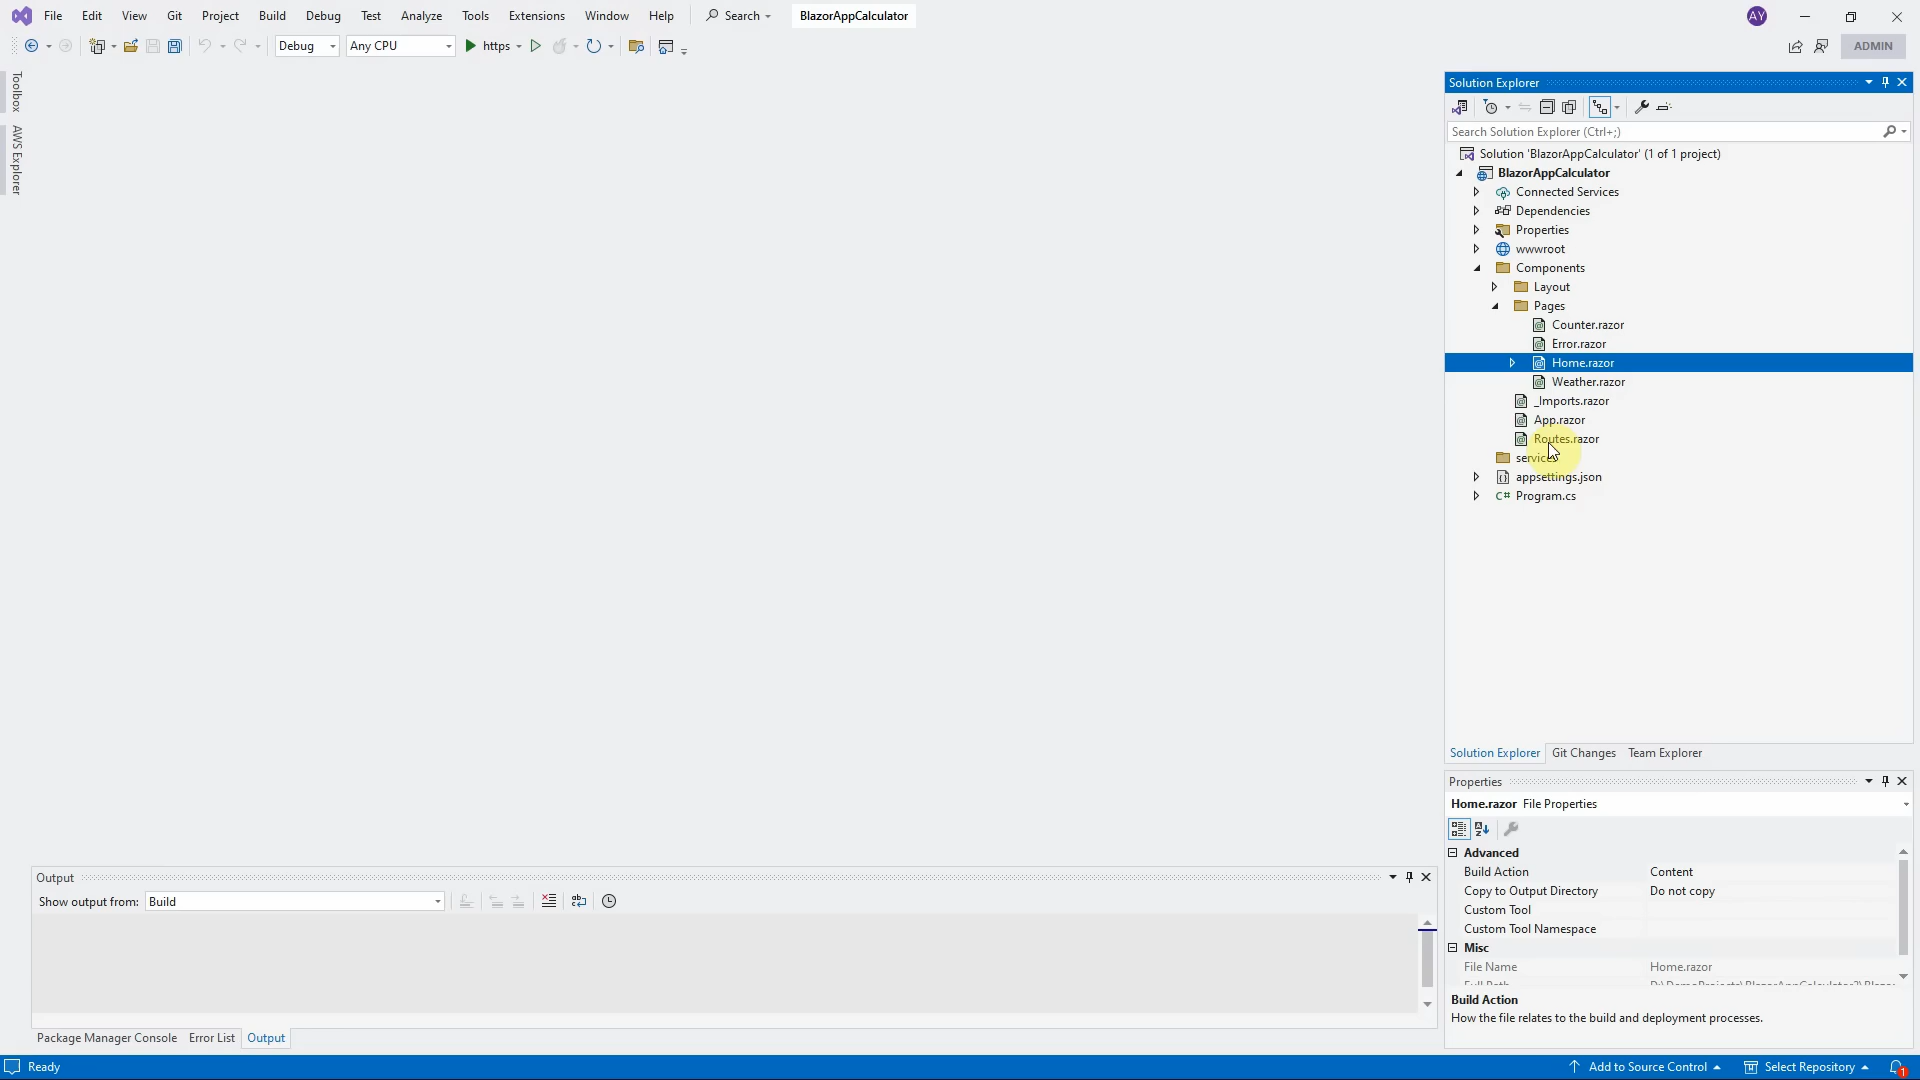 File Edit View Git Project Build Debug Test Analyze Tools Extensions Window Help Search BlazorAppCalculator AY
Debug Any CPU https ADMIN
Toolbox
AWS Explorer
Solution Explorer
Search Solution Explorer (Ctrl+;)
Solution 'BlazorAppCalculator' (1 of 1 project)
BlazorAppCalculator
Connected Services
Dependencies
Properties
wwwroot
Components
Layout
Pages
Counter.razor
Error.razor
Home.razor
Weather.razor
_Imports.razor
App.razor
Routes.razor
services
appsettings.json
C# Program.cs
Solution Explorer Git Changes Team Explorer
Properties
Home.razor File Properties
Advanced
Build Action Content
Copy to Output Directory Do not copy
Custom Tool
Custom Tool Namespace
Misc
File Name Home.razor
Build Action
How the file relates to the build and deployment processes.
Output
Show output from: Build
Package Manager Console Error List Output
Ready Add to Source Control Select Repository 1